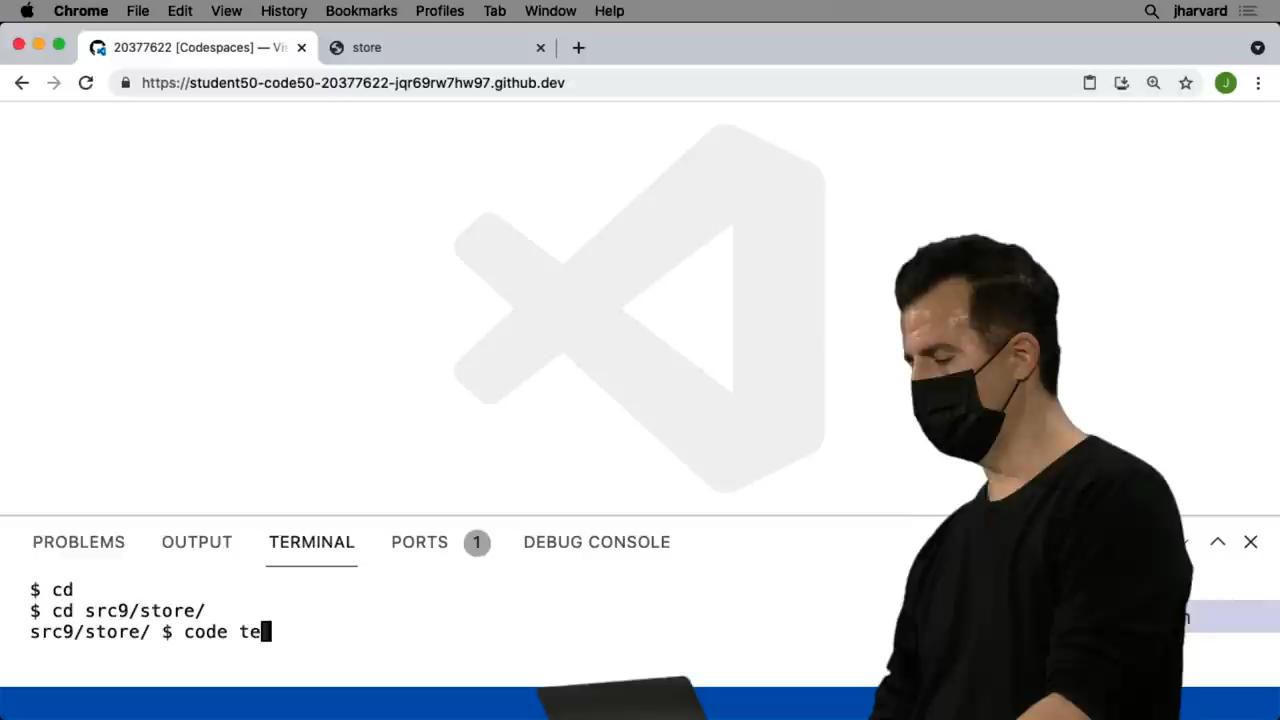 Chrome File Edit View History Bookmarks Profiles Tab Window Help jharvard
20377622 [Codespaces] — Vis
store
https://student50-code50-20377622-jqr69rw7hw97.github.dev
J
PROBLEMS OUTPUT TERMINAL PORTS 1 DEBUG CONSOLE
$ cd
$ cd src9/store/
src9/store/ $ code te